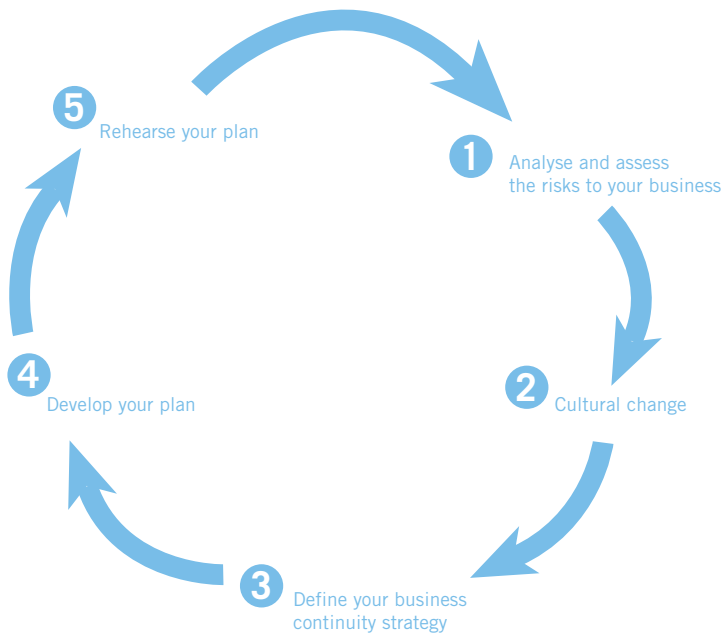 1
Analyse and assess
the risks to your business
2
Cultural change
3
Define your business
continuity strategy
4
Develop your plan
5
Rehearse your plan